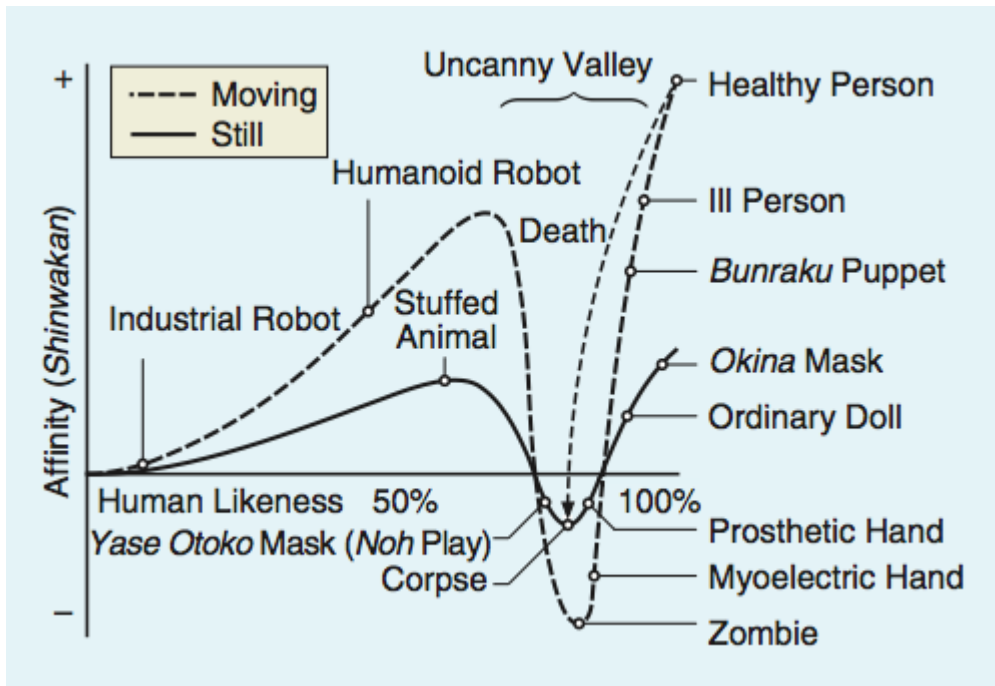 Uncanny Valley
+
Healthy Person
Moving
Still
Humanoid Robot
Ill Person
Death
Bunraku Puppet
Industrial Robot
Stuffed
Animal
Okina Mask
Ordinary Doll
Affinity (Shinwakan)
Human Likeness 50% 100%
Yase Otoko Mask (Noh Play)
Prosthetic Hand
Corpse
Myoelectric Hand
–
Zombie